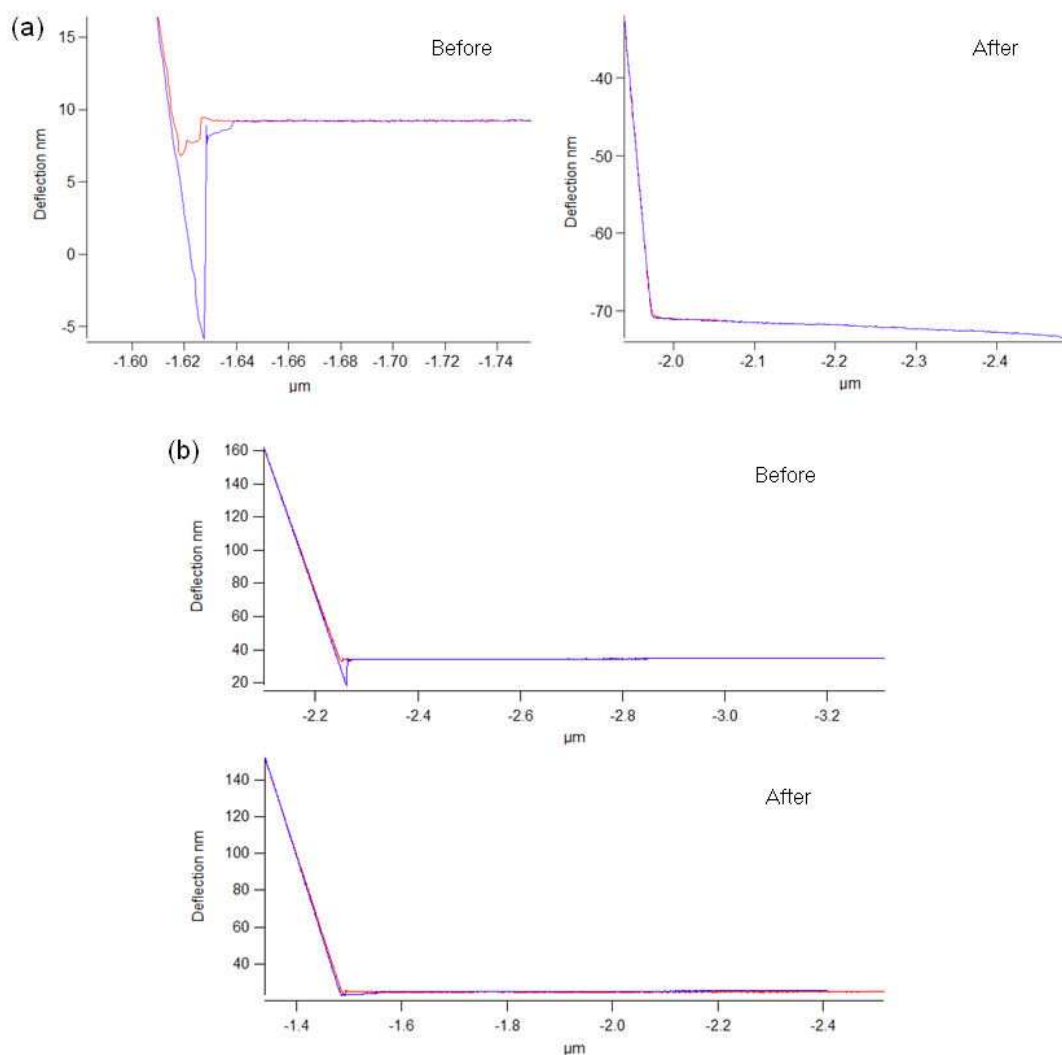 (a)
Before
Deflection nm
15
10
5
0
-5
-1.60 -1.62 -1.64 -1.66 -1.68 -1.70 -1.72 -1.74
µm
After
Deflection nm
-40
-50
-60
-70
-2.0 -2.1 -2.2 -2.3 -2.4
µm
(b)
Before
Deflection nm
160
140
120
100
80
60
40
20
-2.2 -2.4 -2.6 -2.8 -3.0 -3.2
µm
After
Deflection nm
140
120
100
80
60
40
-1.4 -1.6 -1.8 -2.0 -2.2 -2.4
µm